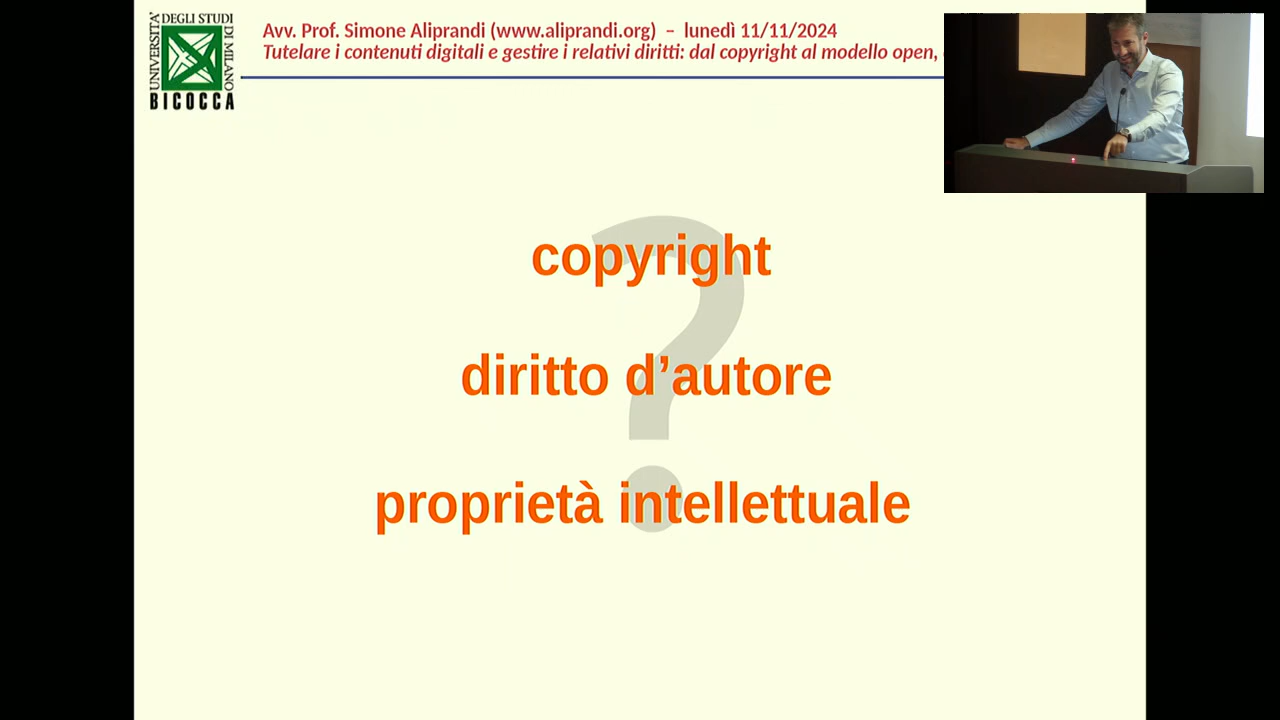 UNIVERSITÀ DEGLI STUDI DI MILANO
BICOCCA
Avv. Prof. Simone Aliprandi (www.aliprandi.org) – lunedì 11/11/2024
Tutelare i contenuti digitali e gestire i relativi diritti: dal copyright al modello open,
?
copyright
diritto d’autore
proprietà intellettuale